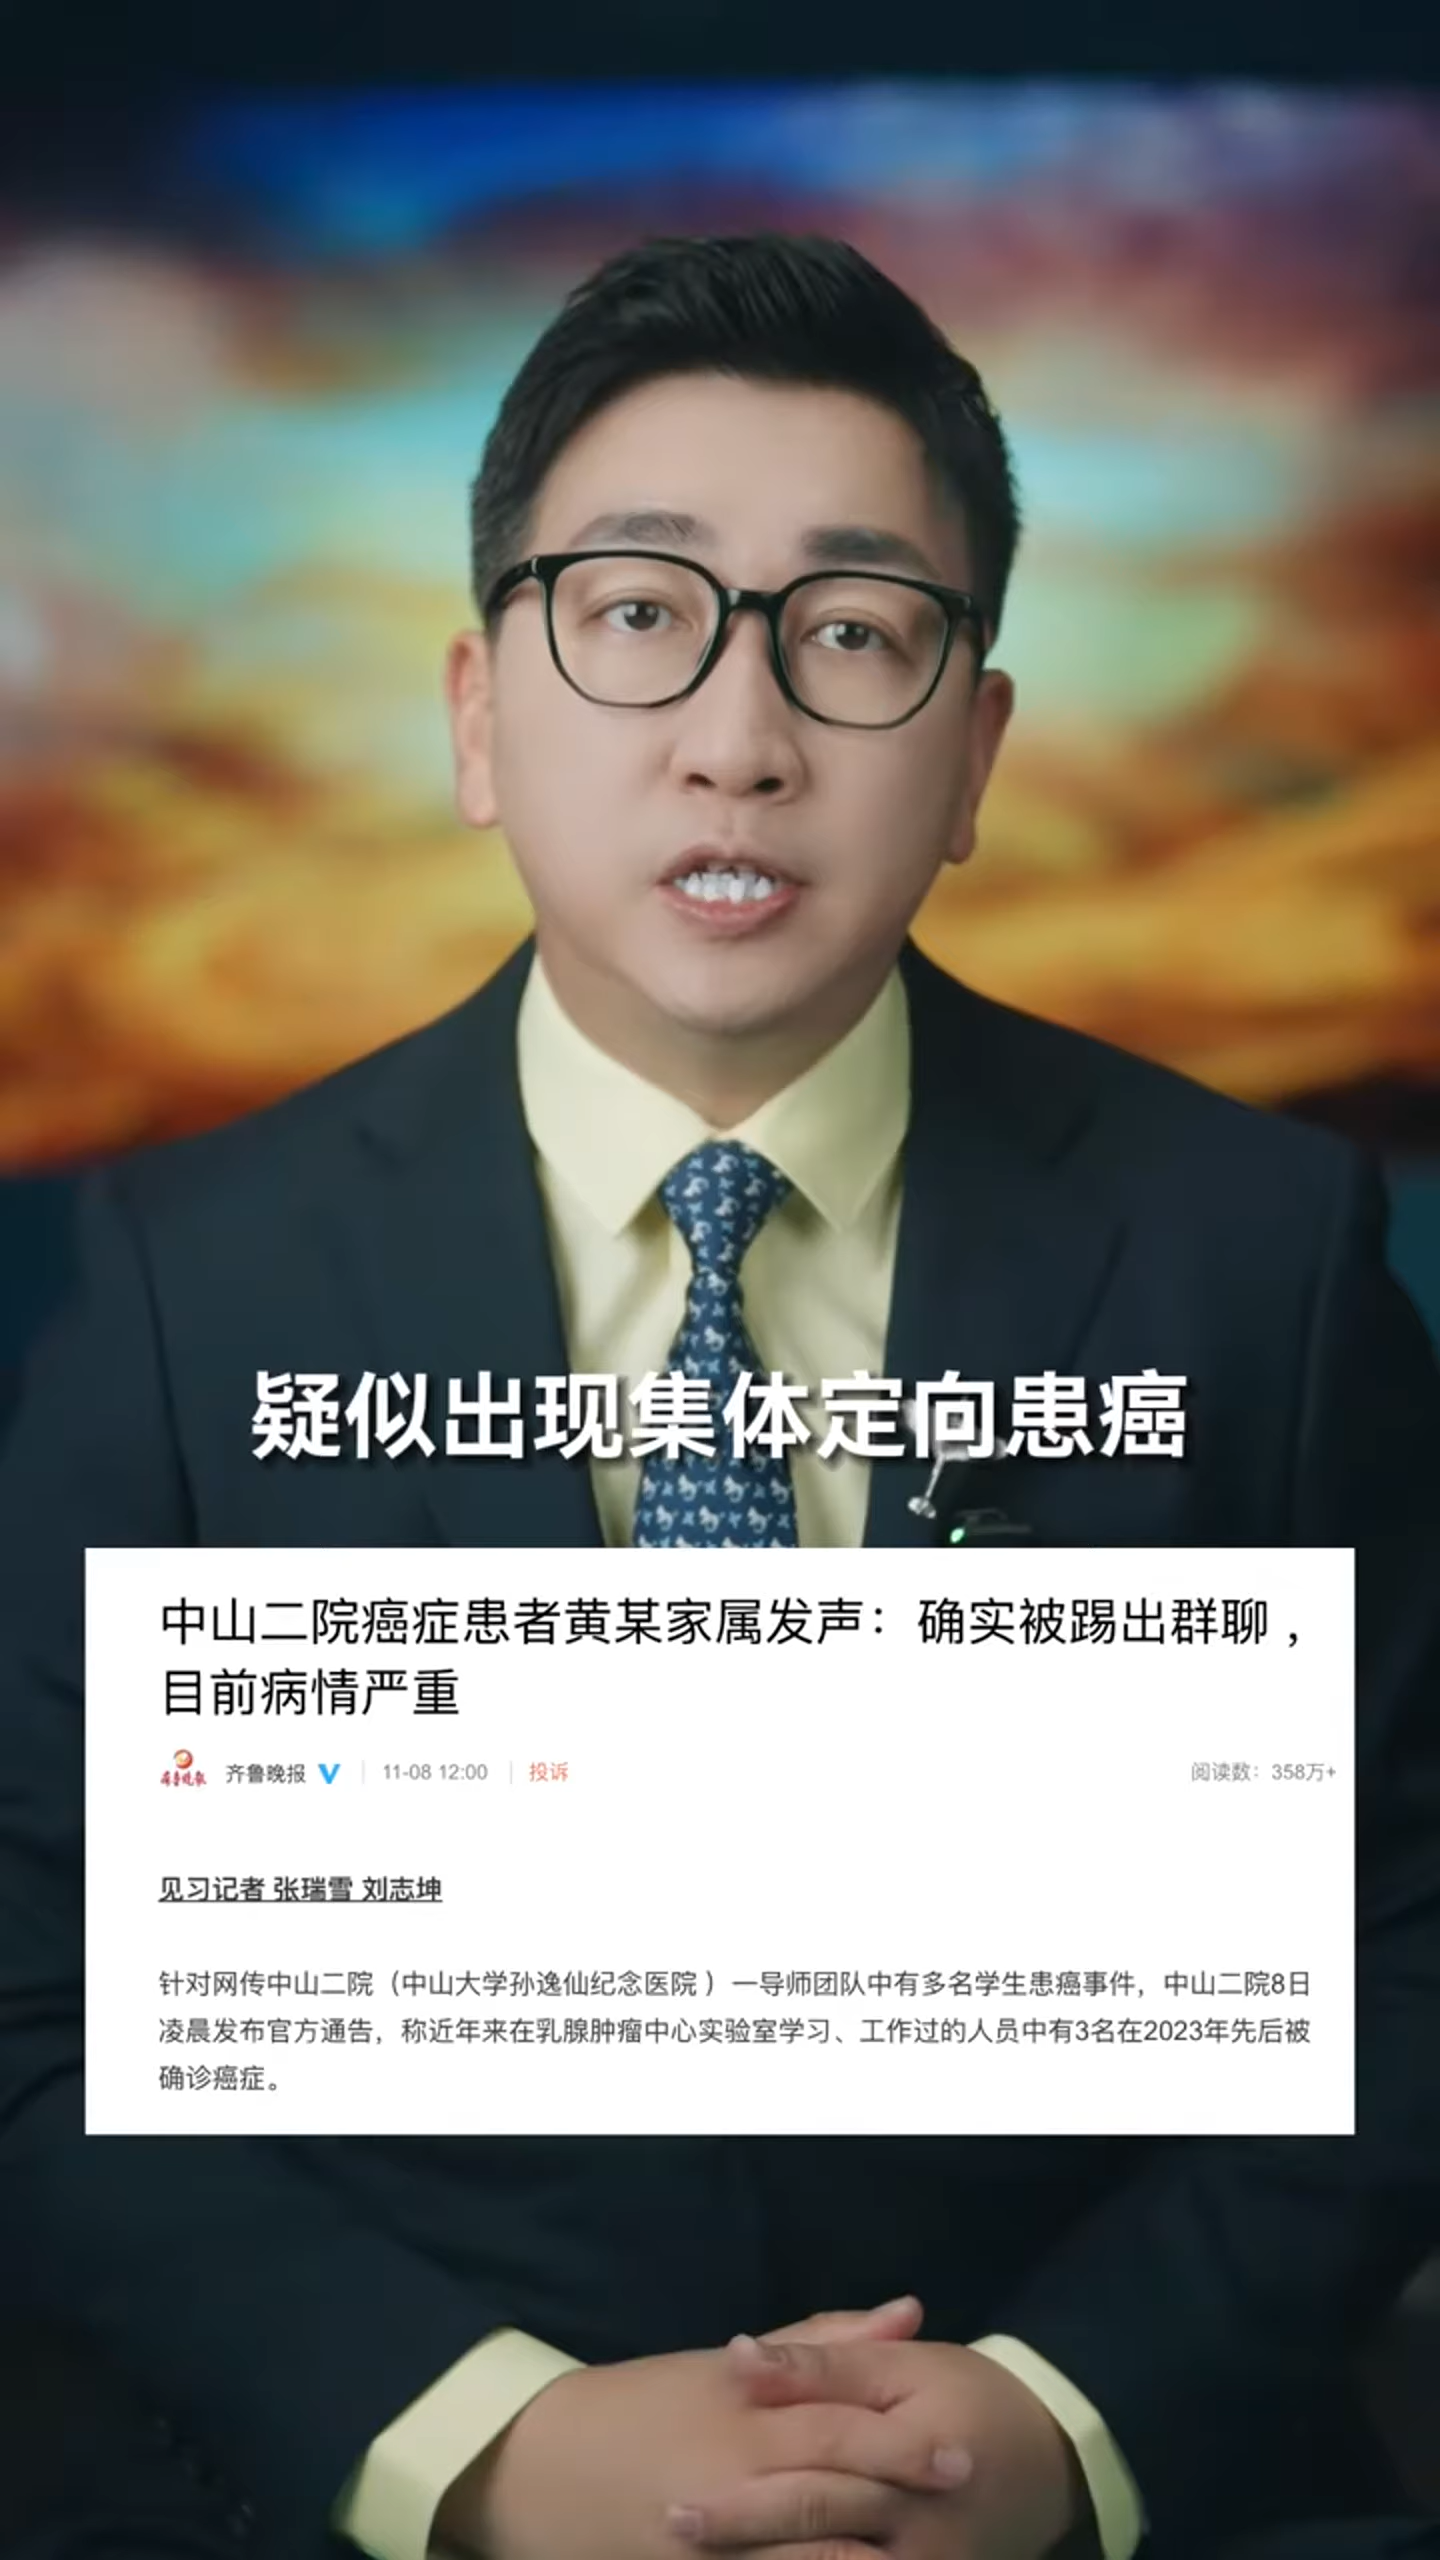 疑似出现集体定向患癌
中山二院癌症患者黄某家属发声：确实被踢出群聊，
目前病情严重
齐鲁晚报 齐鲁晚报 11-08 12:00 投诉 阅读数：358万+
见习记者 张瑞雪 刘志坤
针对网传中山二院（中山大学孙逸仙纪念医院 ）一导师团队中有多名学生患癌事件，中山二院8日
凌晨发布官方通告，称近年来在乳腺肿瘤中心实验室学习、工作过的人员中有3名在2023年先后被
确诊癌症。